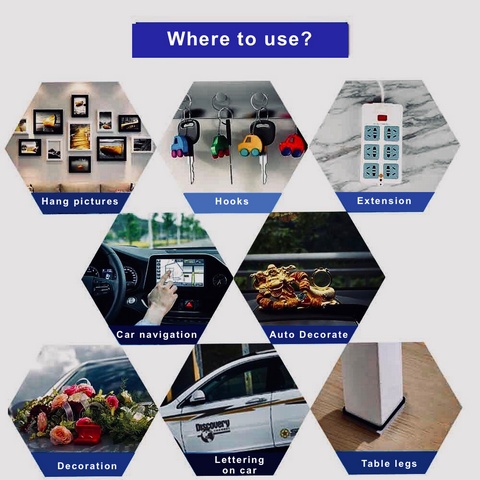 Where to use?
Hang pictures
Hooks
Extension
Car navigation
Auto Decorate
Decoration
Discovery
Lettering
on car
Table legs